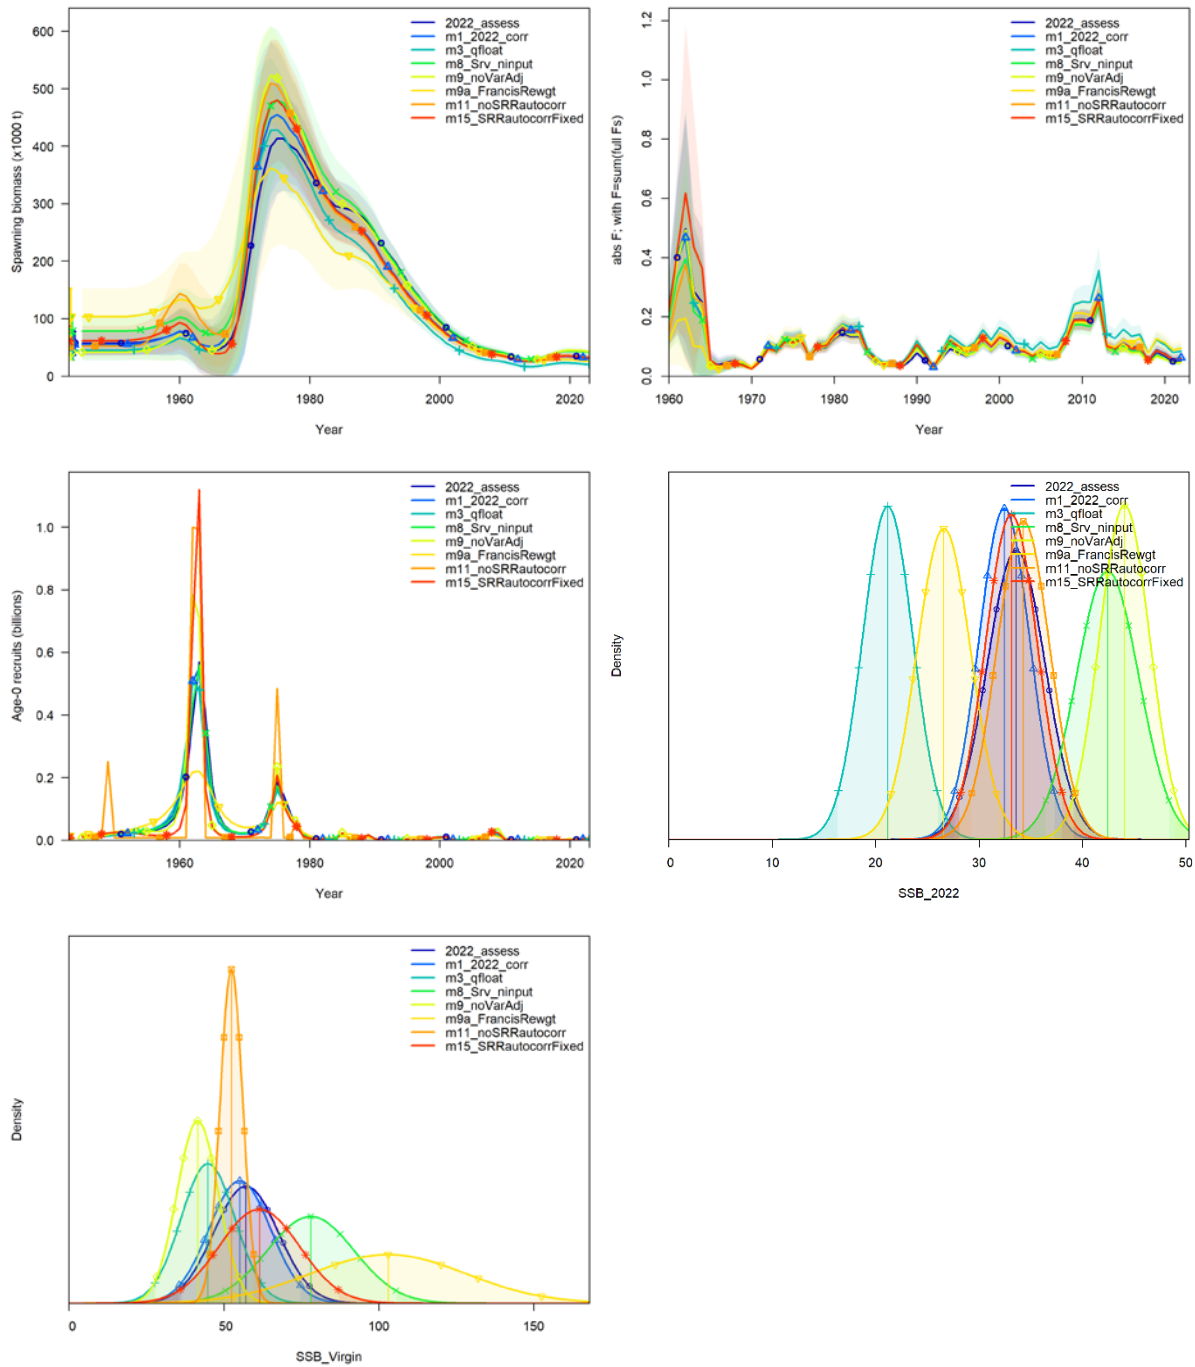 Spawning biomass (x1000 t)
600
500
400
300
200
100
0
1960
1980
2000
2020
Year
2022_assess
m1_2022_corr
m3_qfloat
m8_Srv_ninput
m9_noVarAdj
m9a_FrancisRewgt
m11_noSRRautocorr
m15_SRRautocorrFixed
abs F; with F=sum(full Fs)
1.2
1.0
0.8
0.6
0.4
0.2
0.0
1960
1970
1980
1990
2000
2010
2020
Year
2022_assess
m1_2022_corr
m3_qfloat
m8_Srv_ninput
m9_noVarAdj
m9a_FrancisRewgt
m11_noSRRautocorr
m15_SRRautocorrFixed
Age-0 recruits (billions)
1.0
0.8
0.6
0.4
0.2
0.0
1960
1980
2000
2020
Year
2022_assess
m1_2022_corr
m3_qfloat
m8_Srv_ninput
m9_noVarAdj
m9a_FrancisRewgt
m11_noSRRautocorr
m15_SRRautocorrFixed
Density
0
10
20
30
40
50
SSB_2022
2022_assess
m1_2022_corr
m3_qfloat
m8_Srv_ninput
m9_noVarAdj
m9a_FrancisRewgt
m11_noSRRautocorr
m15_SRRautocorrFixed
Density
0
50
100
150
SSB_Virgin
2022_assess
m1_2022_corr
m3_qfloat
m8_Srv_ninput
m9_noVarAdj
m9a_FrancisRewgt
m11_noSRRautocorr
m15_SRRautocorrFixed